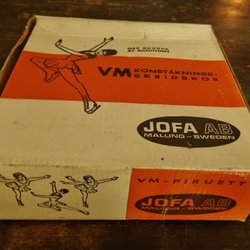 VM KONSTÅKNINGS-
SKRIDSKOR
JOFA AB
MALUNG – SWEDEN
VM – PIRUETT
JOFA AB
MALUNG – SWEDEN